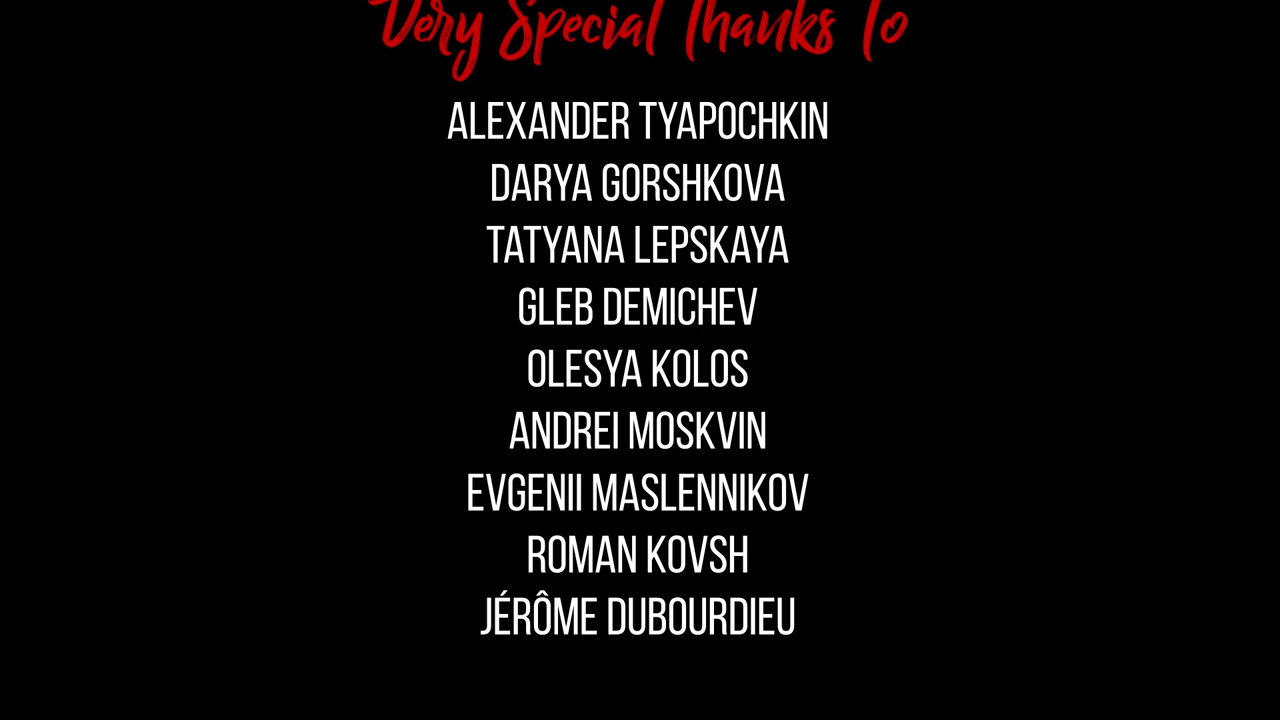 Very Special Thanks To
ALEXANDER TYAPOCHKIN
DARYA GORSHKOVA
TATYANA LEPSKAYA
GLEB DEMICHEV
OLESYA KOLOS
ANDREI MOSKVIN
EVGENII MASLENNIKOV
ROMAN KOVSH
JÉRÔME DUBOURDIEU